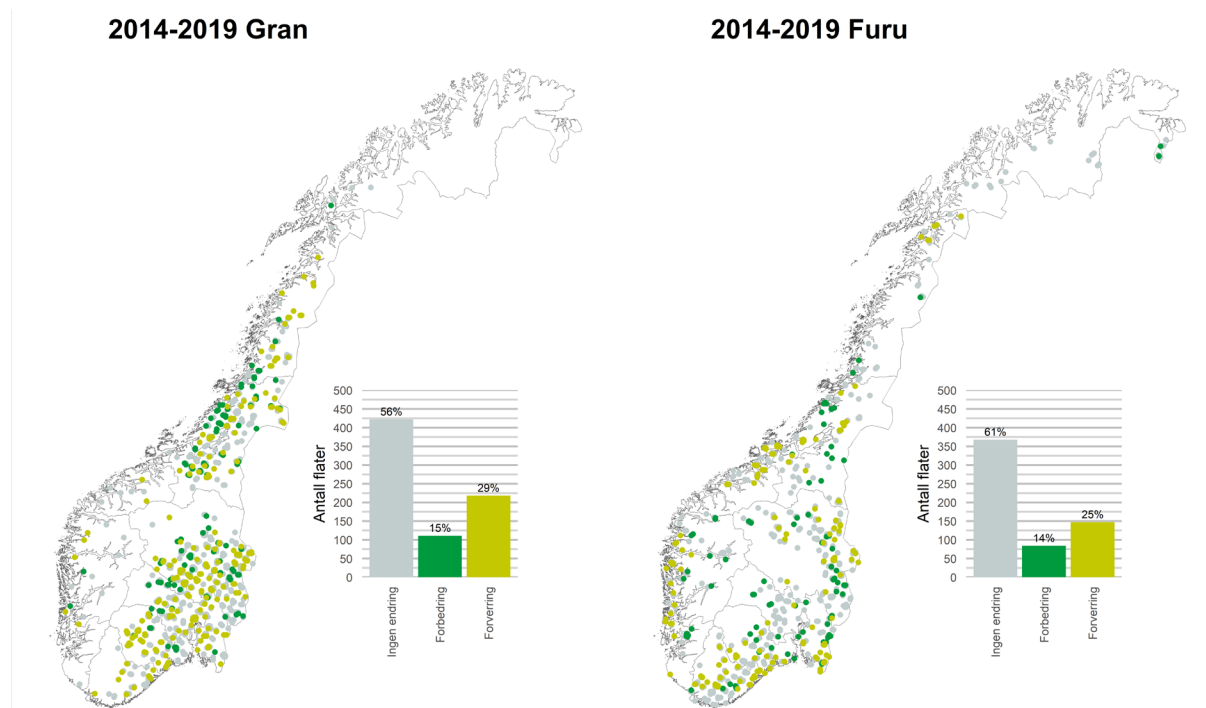 2014-2019 Gran
2014-2019 Furu
Antall flater
500
450
400
350
300
250
200
150
100
50
0
56%
15%
29%
Ingen endring
Forbedring
Forverring
Antall flater
500
450
400
350
300
250
200
150
100
50
0
61%
14%
25%
Ingen endring
Forbedring
Forverring